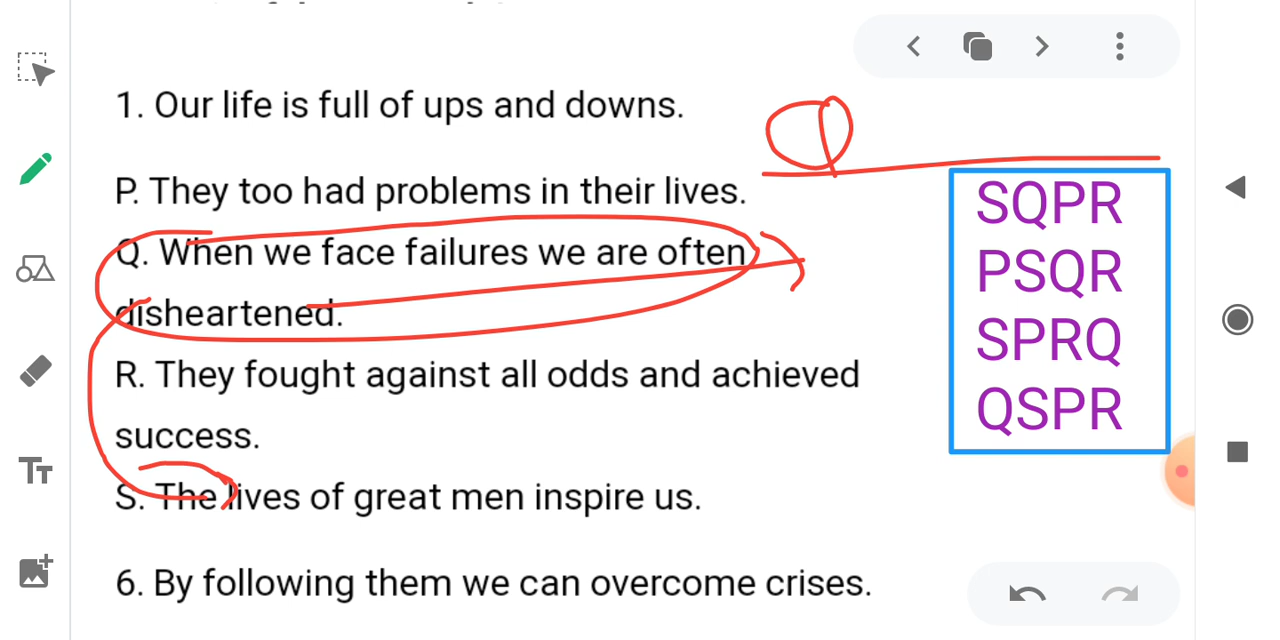 1. Our life is full of ups and downs.
P. They too had problems in their lives.
Q. When we face failures we are often
disheartened.
R. They fought against all odds and achieved
success.
S. The lives of great men inspire us.
6. By following them we can overcome crises.
SQPR
PSQR
SPRQ
QSPR
Tт